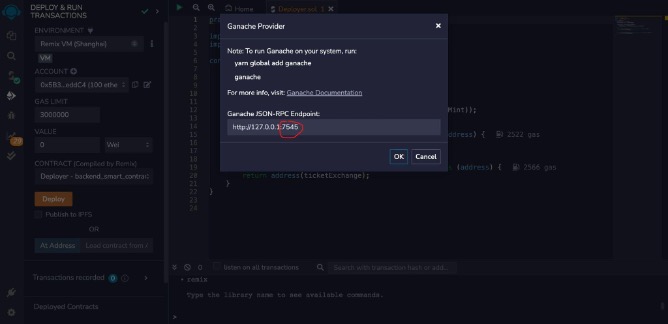 DEPLOY & RUN
TRANSACTIONS
ENVIRONMENT
Remix VM (Shanghai)
VM
ACCOUNT
0x5B3...eddC4 (100 ethe
GAS LIMIT
3000000
VALUE
0
Wei
CONTRACT (Compiled by Remix)
Deployer - backend_smart_contrac
Deploy
Publish to IPFS
OR
At Address
Load contract from A
Transactions recorded 0
Deployed Contracts
Home
Deployer.sol 2
Ganache Provider
Note: To run Ganache on your system, run:
yarn global add ganache
ganache
For more info, visit: Ganache Documentation
Ganache JSON-RPC Endpoint:
http://127.0.0.1:7545
OK
Cancel
Mint));
address) { 2522 gas
s (address) { 2566 gas
return address(ticketExchange);
}
}
0
listen on all transactions
Search with transaction hash or addre...
remix
Type the library name to see available commands.
>